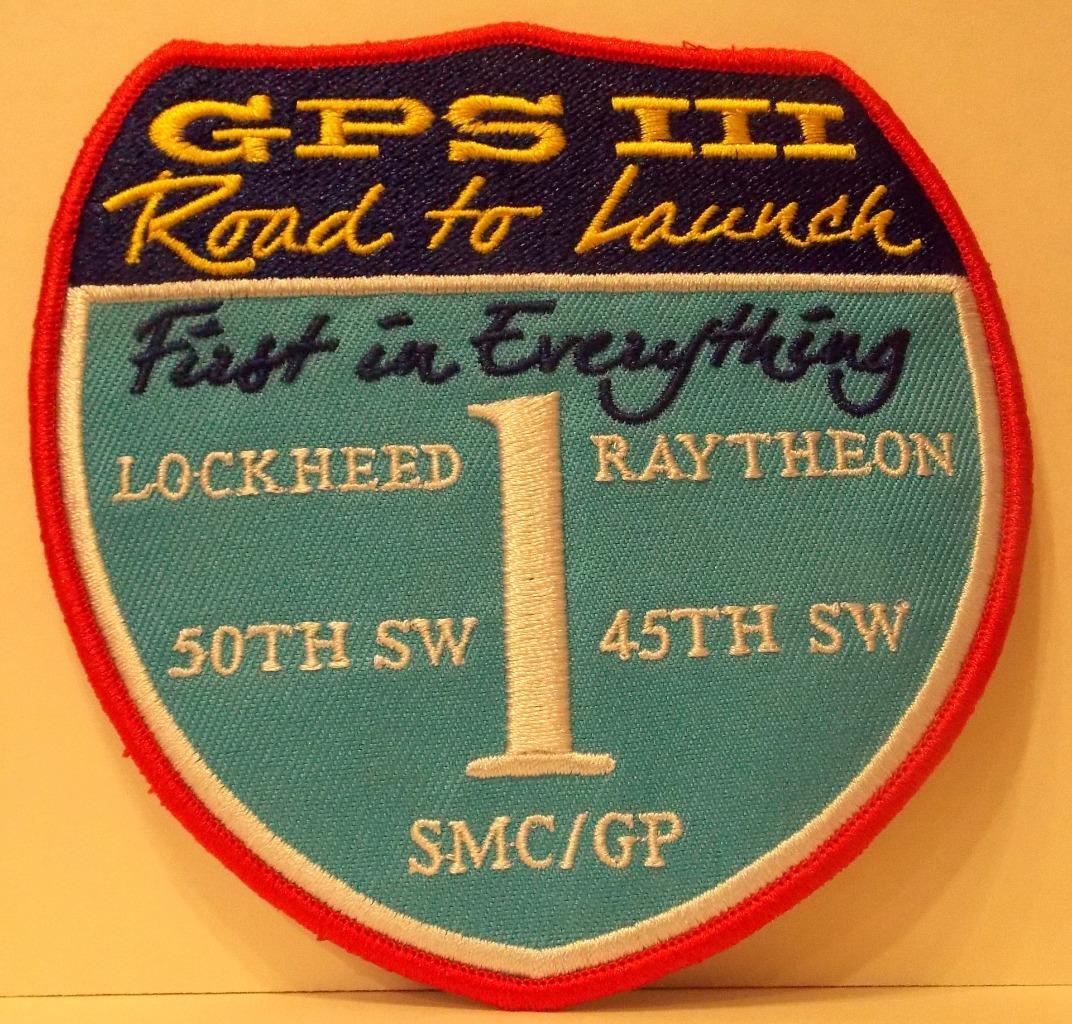 GPS III
Road to Launch
First in Everything
1
LOCKHEED RAYTHEON
50TH SW 45TH SW
SMC/GP